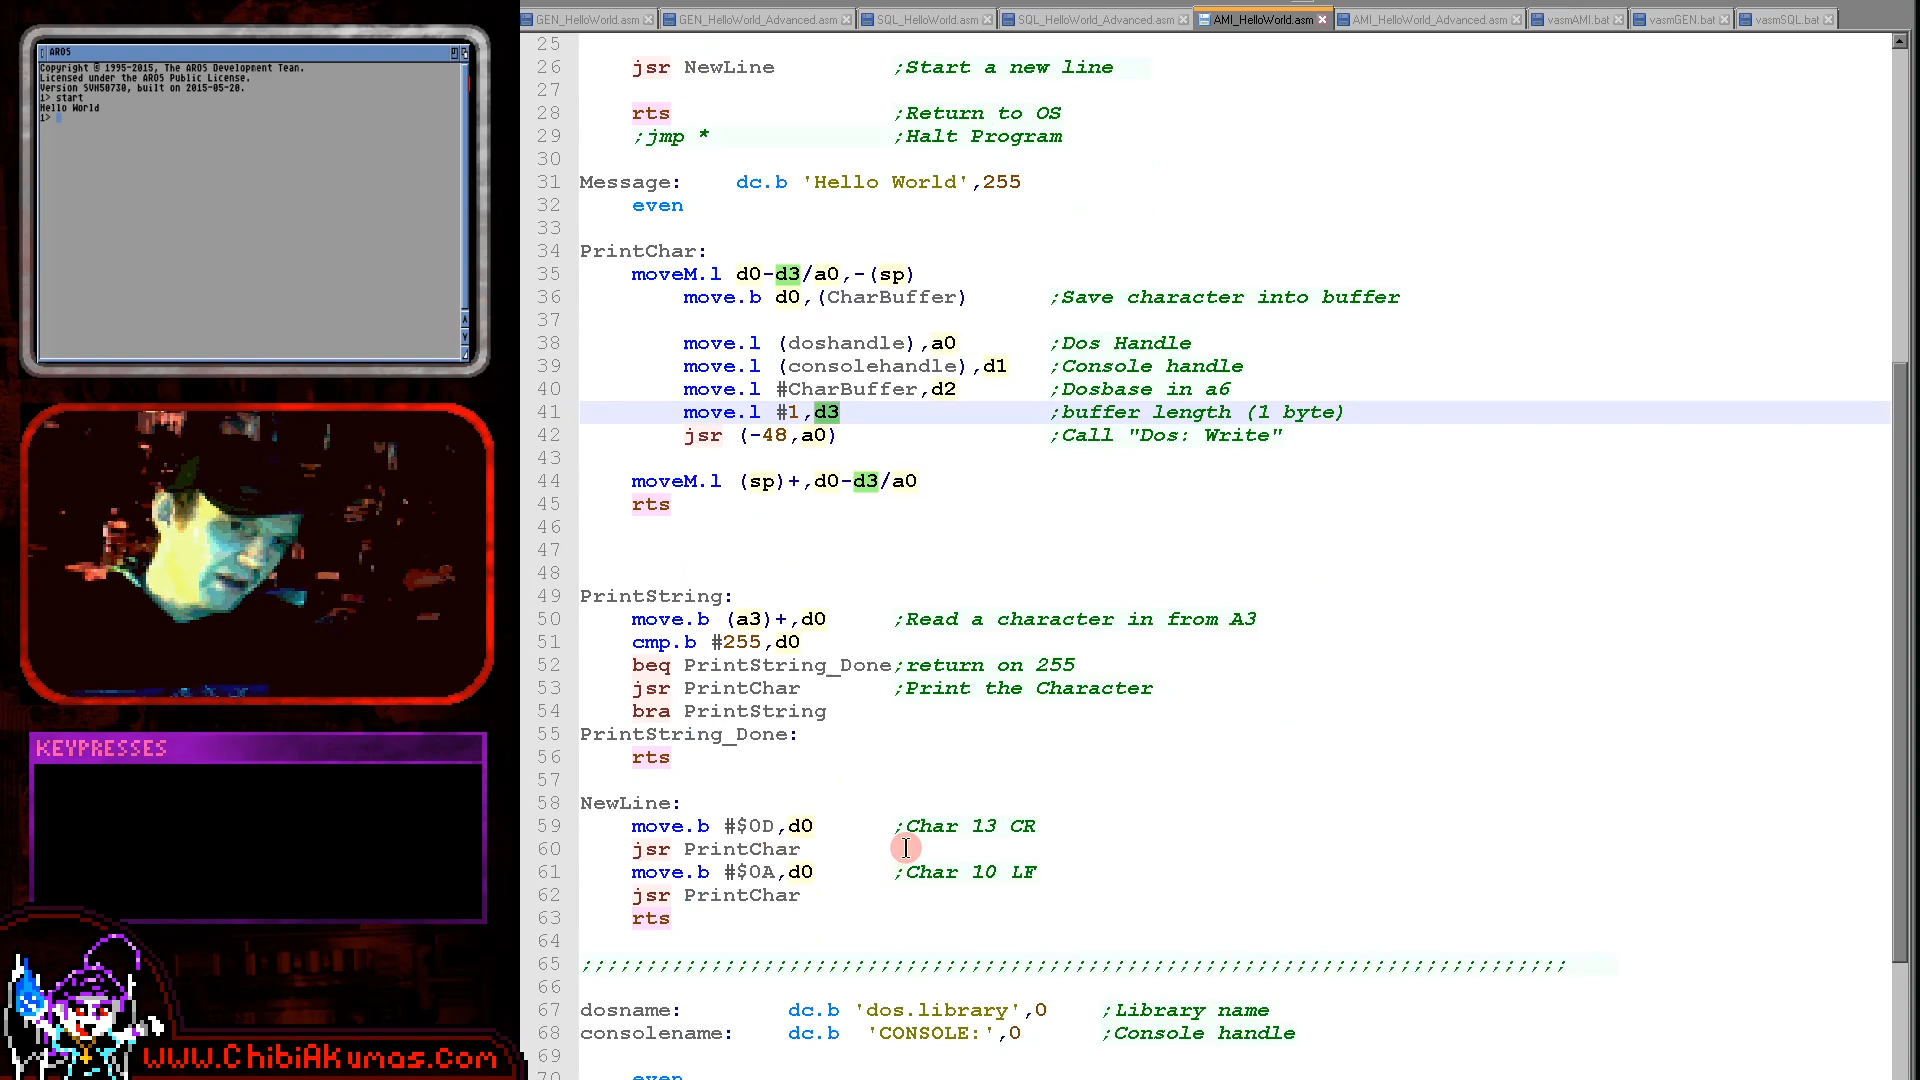 GEN_HelloWorld.asm GEN_HelloWorld_Advanced.asm SQL_HelloWorld.asm SQL_HelloWorld_Advanced.asm AMI_HelloWorld.asm AMI_HelloWorld_Advanced.asm vasmAMI.bat vasmGEN.bat vasmSQL.bat
AROS
Copyright © 1995-2015, The AROS Development Team.
Licensed under the AROS Public License.
Version SVN50730, built on 2015-05-20.
1> start
Hello World
1>
KEYPRESSES
www.ChibiAkumas.com
25
26 jsr NewLine ;Start a new line
27
28 rts ;Return to OS
29 ;jmp * ;Halt Program
30
31 Message: dc.b 'Hello World',255
32 even
33
34 PrintChar:
35 moveM.l d0-d3/a0,-(sp)
36 move.b d0,(CharBuffer) ;Save character into buffer
37
38 move.l (doshandle),a0 ;Dos Handle
39 move.l (consolehandle),d1 ;Console handle
40 move.l #CharBuffer,d2 ;Dosbase in a6
41 move.l #1,d3 ;buffer length (1 byte)
42 jsr (-48,a0) ;Call "Dos: Write"
43
44 moveM.l (sp)+,d0-d3/a0
45 rts
46
47
48
49 PrintString:
50 move.b (a3)+,d0 ;Read a character in from A3
51 cmp.b #255,d0
52 beq PrintString_Done;return on 255
53 jsr PrintChar ;Print the Character
54 bra PrintString
55 PrintString_Done:
56 rts
57
58 NewLine:
59 move.b #$0D,d0 ;Char 13 CR
60 jsr PrintChar
61 move.b #$0A,d0 ;Char 10 LF
62 jsr PrintChar
63 rts
64
65 ;;;;;;;;;;;;;;;;;;;;;;;;;;;;;;;;;;;;;;;;;;;;;;;;;;;;;;;;;;;;;;;;;;;;;;;;;;;;
66
67 dosname: dc.b 'dos.library',0 ;Library name
68 consolename: dc.b 'CONSOLE:',0 ;Console handle
69
70 even